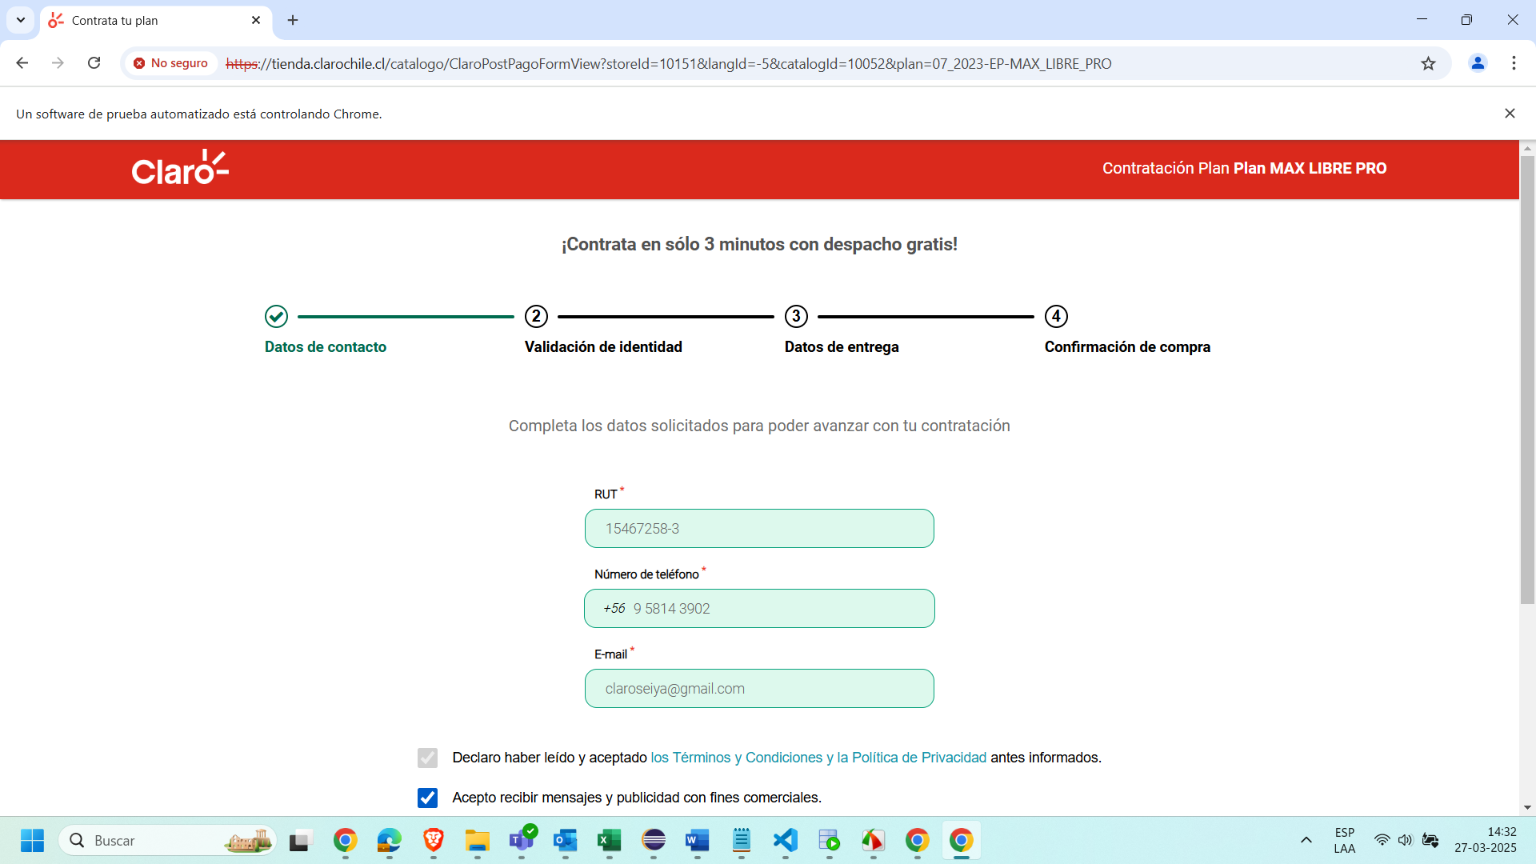 Contrata tu plan
No seguro
https://tienda.clarochile.cl/catalogo/ClaroPostPagoFormView?storeId=10151&langId=-5&catalogId=10052&plan=07_2023-EP-MAX_LIBRE_PRO
Un software de prueba automatizado está controlando Chrome.
Claro
Contratación Plan Plan MAX LIBRE PRO
¡Contrata en sólo 3 minutos con despacho gratis!
2 3 4
Datos de contacto Validación de identidad Datos de entrega Confirmación de compra
Completa los datos solicitados para poder avanzar con tu contratación
RUT *
15467258-3
Número de teléfono *
+56 9 5814 3902
E-mail *
claroseiya@gmail.com
Declaro haber leído y aceptado los Términos y Condiciones y la Política de Privacidad antes informados.
Acepto recibir mensajes y publicidad con fines comerciales.
Buscar
ESP
LAA
14:32
27-03-2025